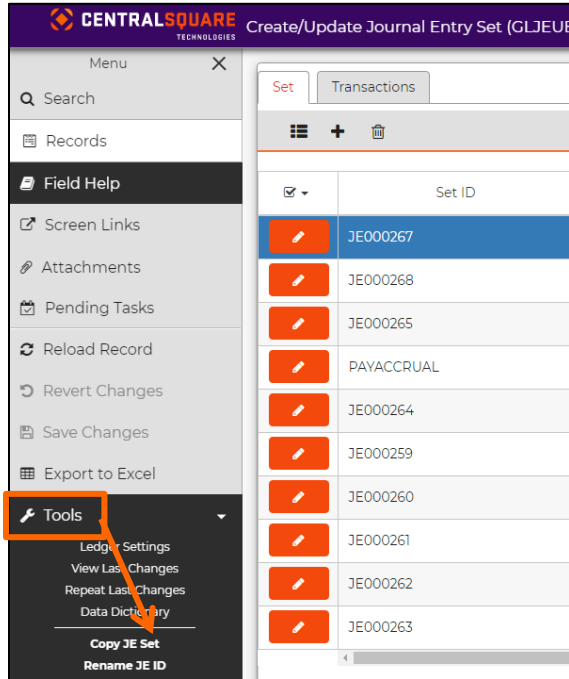 CENTRALSQUARE
TECHNOLOGIES
Create/Update Journal Entry Set (GLJEUB
Menu
Search
Records
Field Help
Screen Links
Attachments
Pending Tasks
Reload Record
Revert Changes
Save Changes
Export to Excel
Tools
Ledger Settings
View Last Changes
Repeat Last Changes
Data Dictionary
Copy JE Set
Rename JE ID
Set Transactions
Set ID
JE000267
JE000268
JE000265
PAYACCRUAL
JE000264
JE000259
JE000260
JE000261
JE000262
JE000263